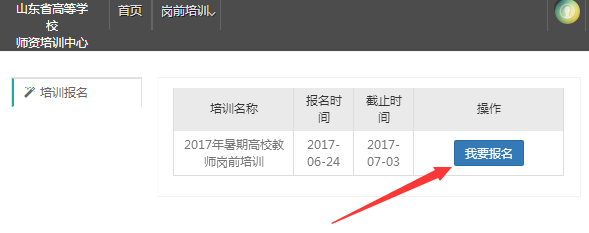 山东省高等学
校
师资培训中心
首页
岗前培训
培训报名
培训名称
报名时
间
截止时
间
操作
2017年暑期高校教
师岗前培训
2017-
06-24
2017-
07-03
我要报名